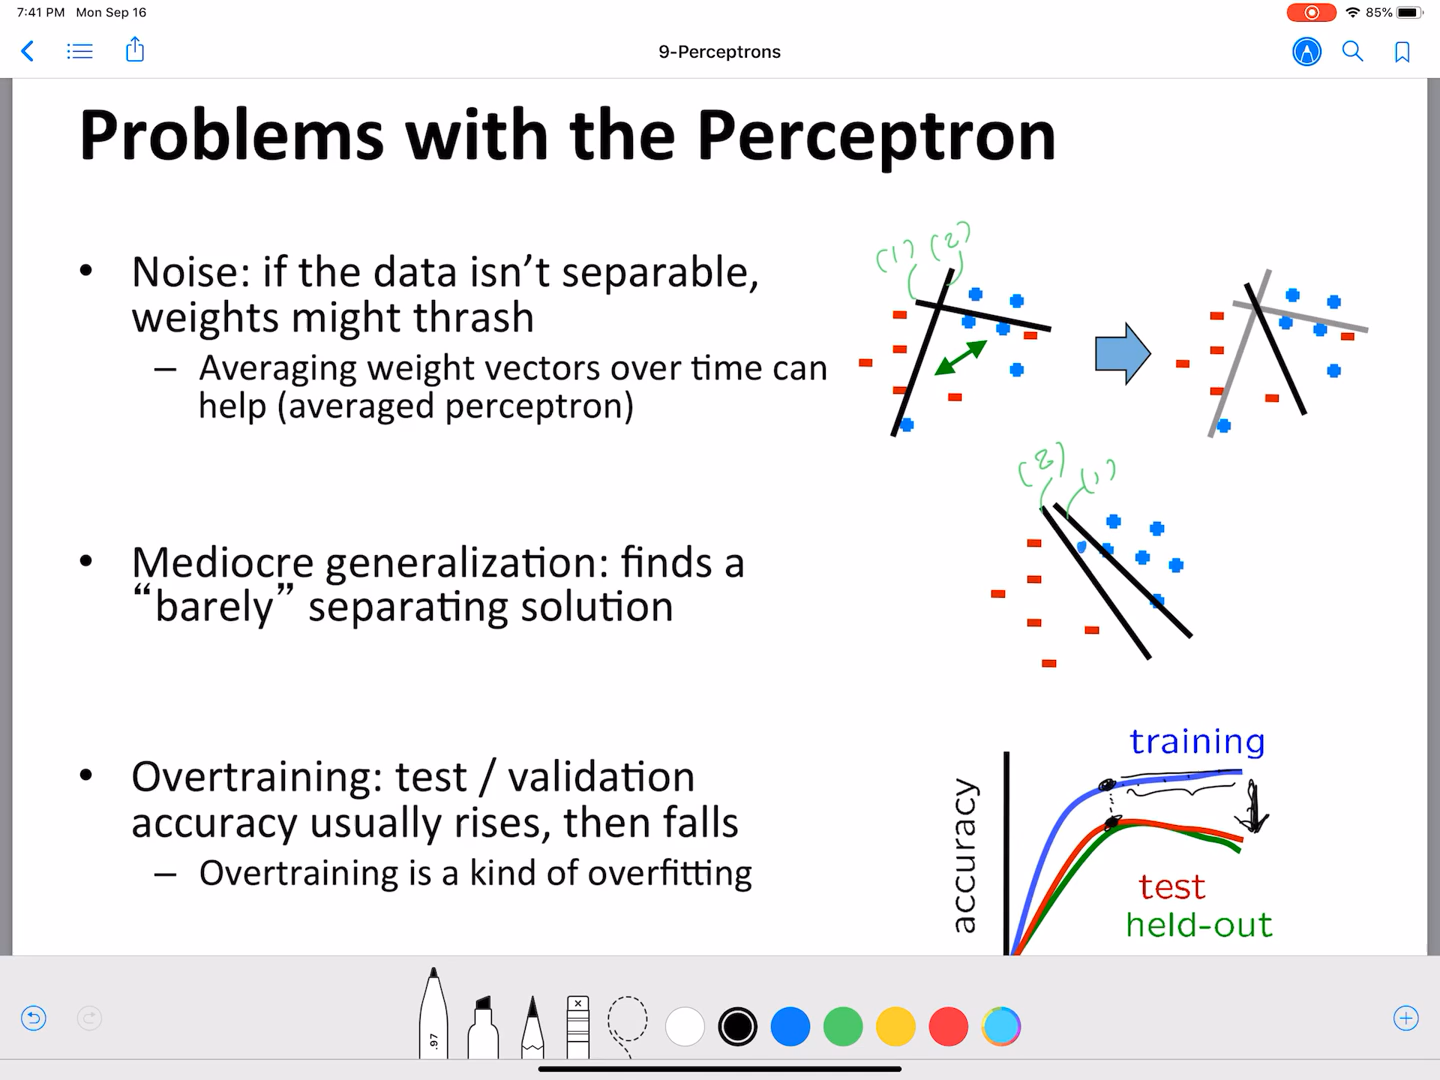 7:41 PM Mon Sep 16
85%
9-Perceptrons
Problems with the Perceptron
• Noise: if the data isn’t separable,
weights might thrash
– Averaging weight vectors over time can
help (averaged perceptron)
(1) (2)
• Mediocre generalization: finds a
“barely” separating solution
(2) (1)
• Overtraining: test / validation
accuracy usually rises, then falls
– Overtraining is a kind of overfitting
training
accuracy
test
held-out
.97